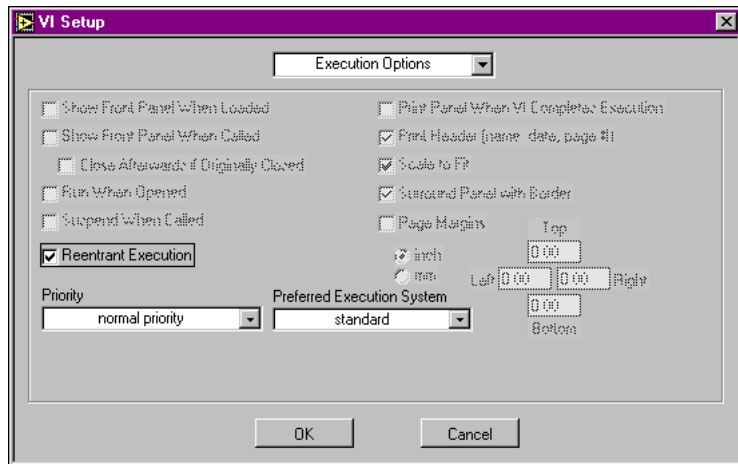 VI Setup
Execution Options
Show Front Panel When Loaded
Show Front Panel When Called
Close Afterwards if Originally Closed
Run When Opened
Suspend When Called
Reentrant Execution
Priority
normal priority
Preferred Execution System
standard
Print Panel When VI Completes Execution
Print Header (name, date, page #)
Scale to Fit
Surround Panel with Border
Page Margins
inch
mm
Top
0.00
Left 0.00 0.00 Right
0.00
Bottom
OK
Cancel